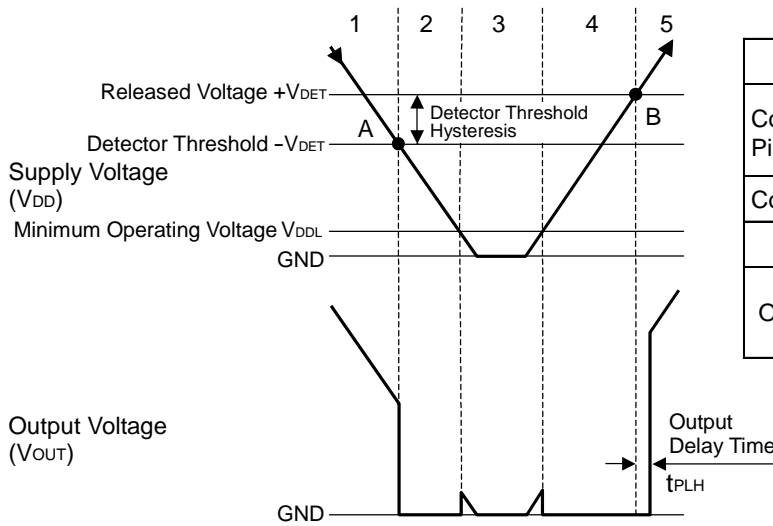 1 2 3 4 5
Released Voltage +VDET
Detector Threshold
Hysteresis
A
B
Detector Threshold –VDET
Supply Voltage
(VDD)
Minimum Operating Voltage VDDL
GND
Output Voltage
(VOUT)
Output
Delay Time
tPLH
GND